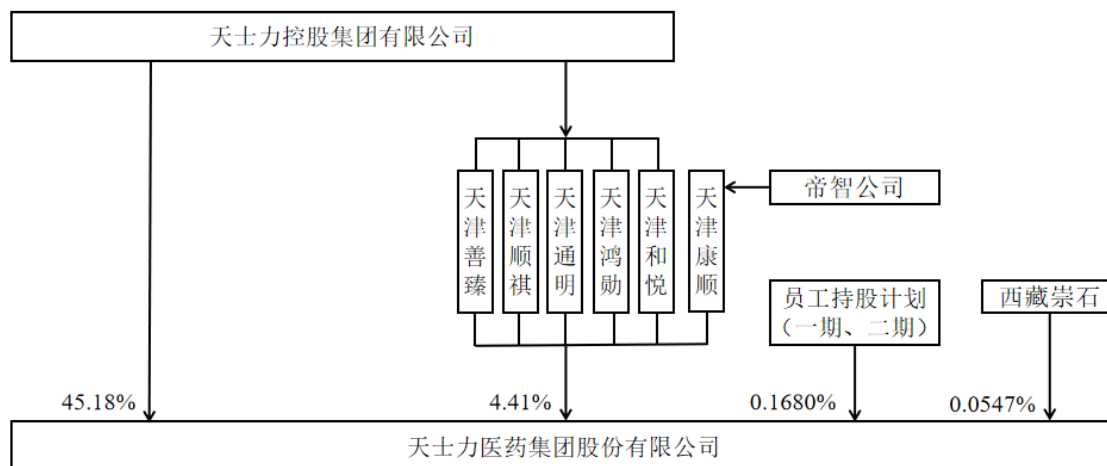 天士力控股集团有限公司
天津善臻
天津顺祺
天津通明
天津鸿勋
天津和悦
天津康顺
帝智公司
员工持股计划
（一期、二期）
西藏崇石
45.18%
4.41%
0.1680%
0.0547%
天士力医药集团股份有限公司